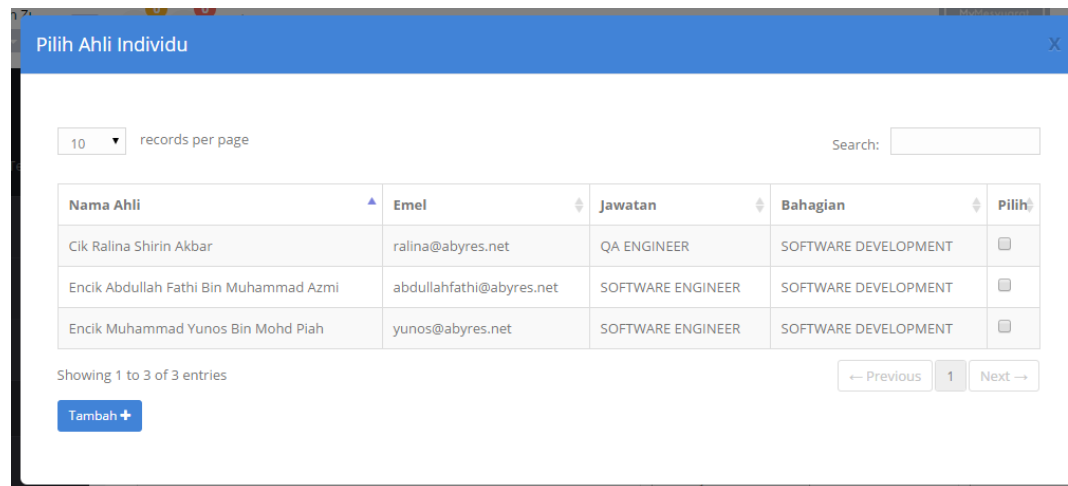 Pilih Ahli Individu X
10 records per page Search:
Nama Ahli Emel Jawatan Bahagian Pilih
Cik Ralina Shirin Akbar ralina@abyres.net QA ENGINEER SOFTWARE DEVELOPMENT
Encik Abdullah Fathi Bin Muhammad Azmi abdullahfathi@abyres.net SOFTWARE ENGINEER SOFTWARE DEVELOPMENT
Encik Muhammad Yunos Bin Mohd Piah yunos@abyres.net SOFTWARE ENGINEER SOFTWARE DEVELOPMENT
Showing 1 to 3 of 3 entries ← Previous 1 Next →
Tambah +